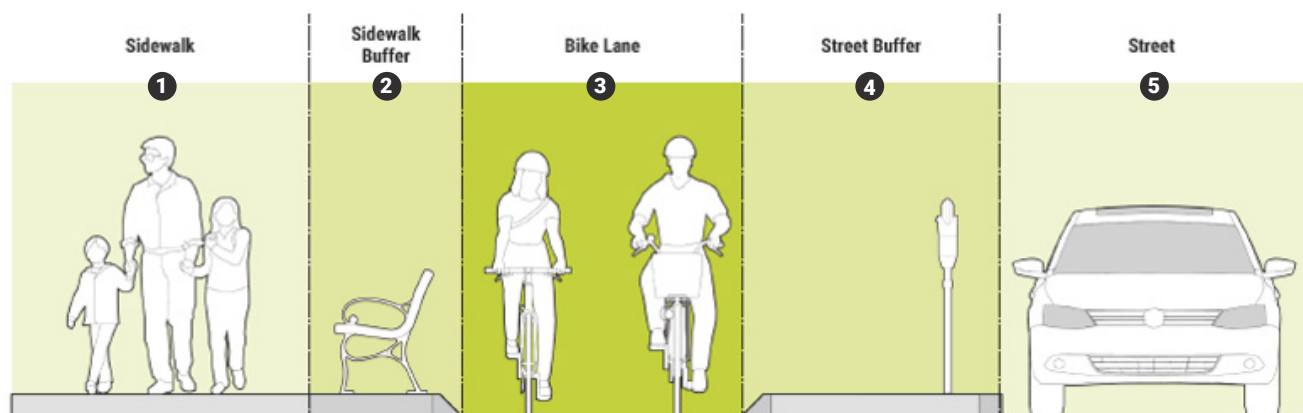 Sidewalk
Sidewalk
Buffer
Bike Lane
Street Buffer
Street
1
2
3
4
5